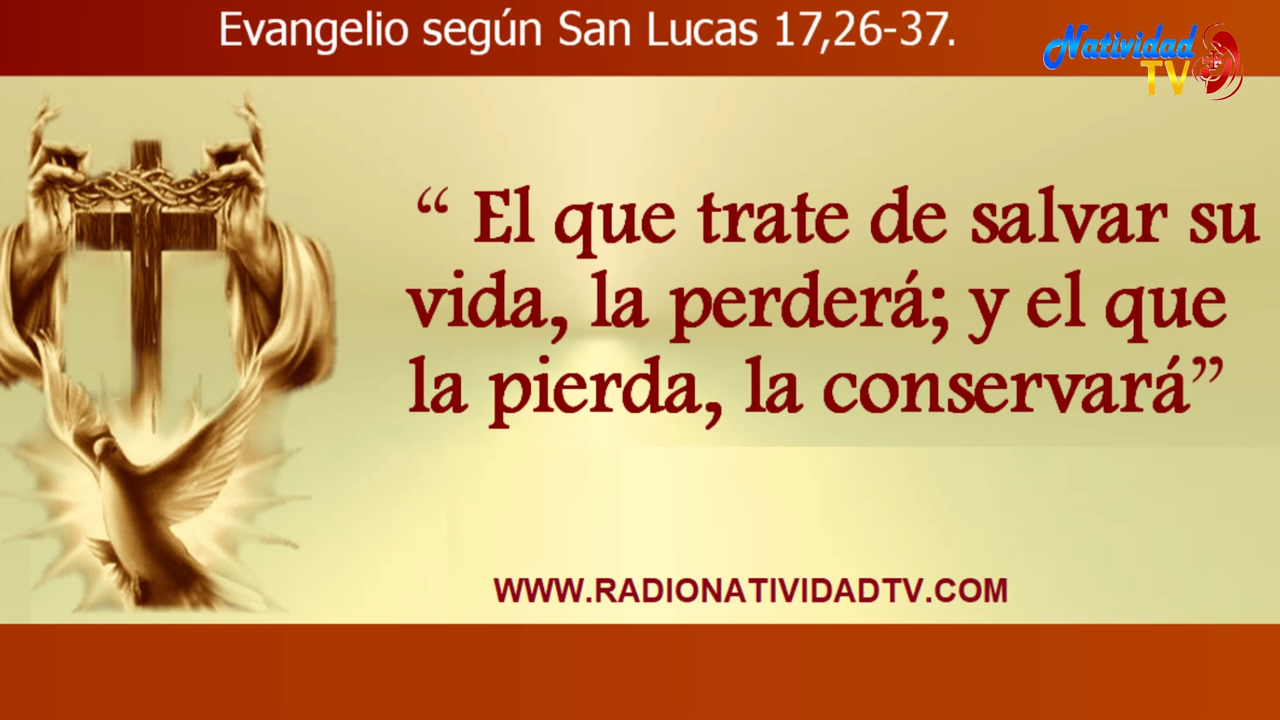 Evangelio según San Lucas 17,26-37.
Natividad
TV
“ El que trate de salvar su
vida, la perderá; y el que
la pierda, la conservará”
WWW.RADIONATIVIDADTV.COM